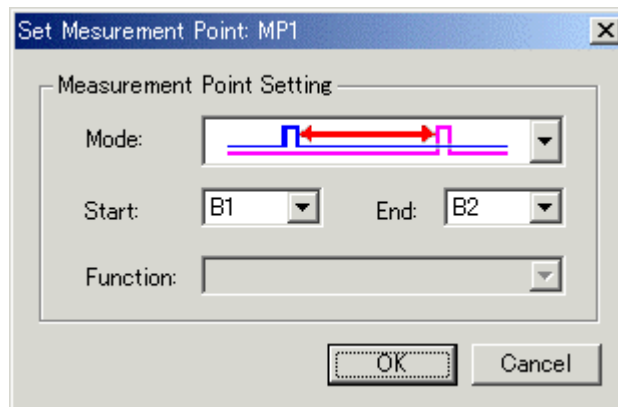 Set Mesurement Point: MP1
Measurement Point Setting
Mode:
Start: B1 End: B2
Function:
OK Cancel